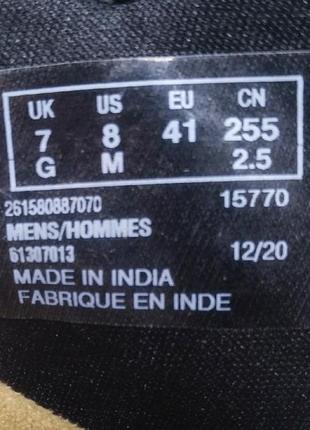 UK US EU CN
7 8 41 255
G M 2.5
261580887070 15770
MENS/HOMMES
61307013 12/20
MADE IN INDIA
FABRIQUE EN INDE